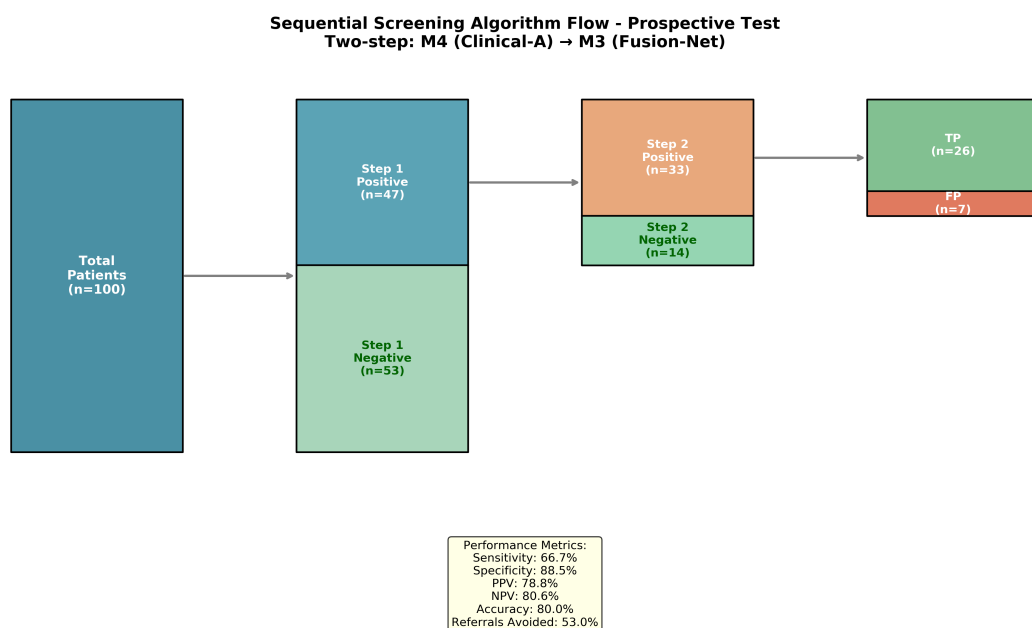 Sequential Screening Algorithm Flow - Prospective Test
Two-step: M4 (Clinical-A) → M3 (Fusion-Net)
Total
Patients
(n=100)
Step 1
Positive
(n=47)
Step 1
Negative
(n=53)
Step 2
Positive
(n=33)
Step 2
Negative
(n=14)
TP
(n=26)
FP
(n=7)
Performance Metrics:
Sensitivity: 66.7%
Specificity: 88.5%
PPV: 78.8%
NPV: 80.6%
Accuracy: 80.0%
Referrals Avoided: 53.0%